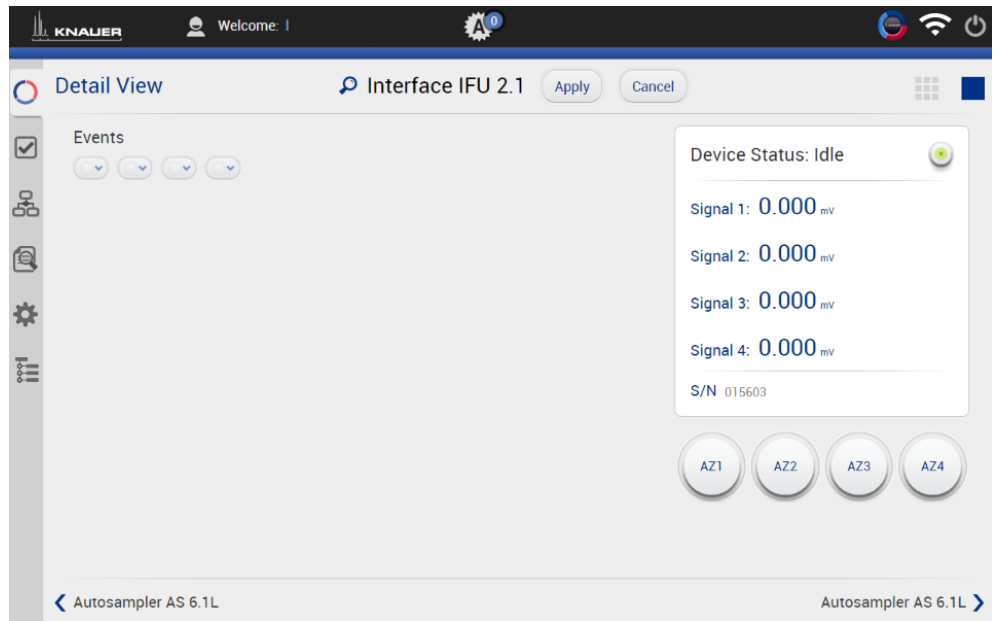 KNAUER
Welcome: I
A 0
Detail View
Interface IFU 2.1
Apply
Cancel
Events
Device Status: Idle
Signal 1: 0.000 mV
Signal 2: 0.000 mV
Signal 3: 0.000 mV
Signal 4: 0.000 mV
S/N 015603
AZ1
AZ2
AZ3
AZ4
Autosampler AS 6.1L
Autosampler AS 6.1L